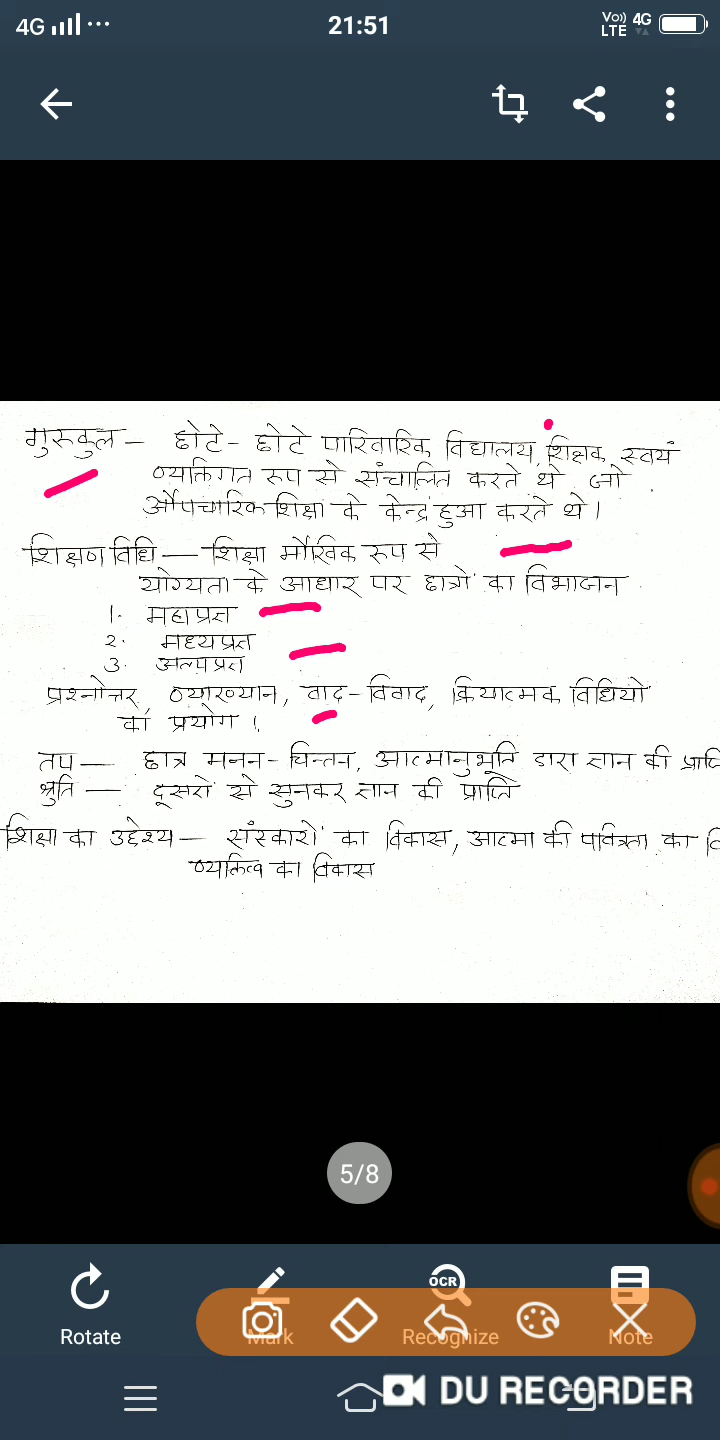 4G
21:51
Vo)) 4G
LTE
गुरुकुल — छोटे- छोटे पारिवारिक विद्यालय, शिक्षक स्वयं
व्यक्तिगत रूप से संचालित करते थे जो
औपचारिक शिक्षा के केन्द्र हुआ करते थे।
शिक्षण विधि — शिक्षा मौखिक रूप से
योग्यता के आधार पर छात्रों का विभाजन
1. महाप्रज्ञ
2. मध्यप्रज्ञ
3. अल्पप्रज्ञ
प्रश्नोत्तर, व्याख्यान, वाद-विवाद, क्रियात्मक विधियो
का प्रयोग।
तप — छात्र मनन-चिन्तन, आत्मानुभूति द्वारा ज्ञान की
श्रुति — दूसरों से सुनकर ज्ञान की प्राप्ति
शिक्षा का उद्देश्य — संस्कारों का विकास, आत्मा की पवित्रता का
व्यक्तित्व का विकास
5/8
OCR
Rotate
Mark
Recognize
Note
DU RECORDER